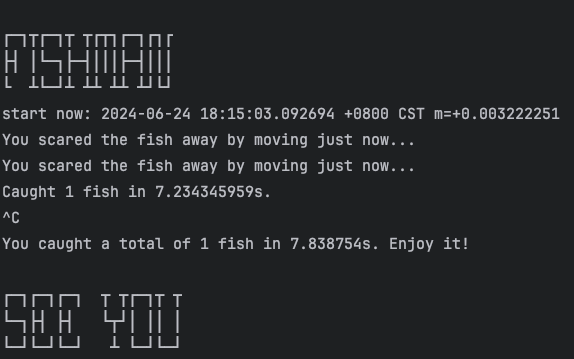 FISHMAN
start now: 2024-06-24 18:15:03.092694 +0800 CST m=+0.003222251
You scared the fish away by moving just now...
You scared the fish away by moving just now...
Caught 1 fish in 7.234345959s.
^C
You caught a total of 1 fish in 7.838754s. Enjoy it!
SEE YOU